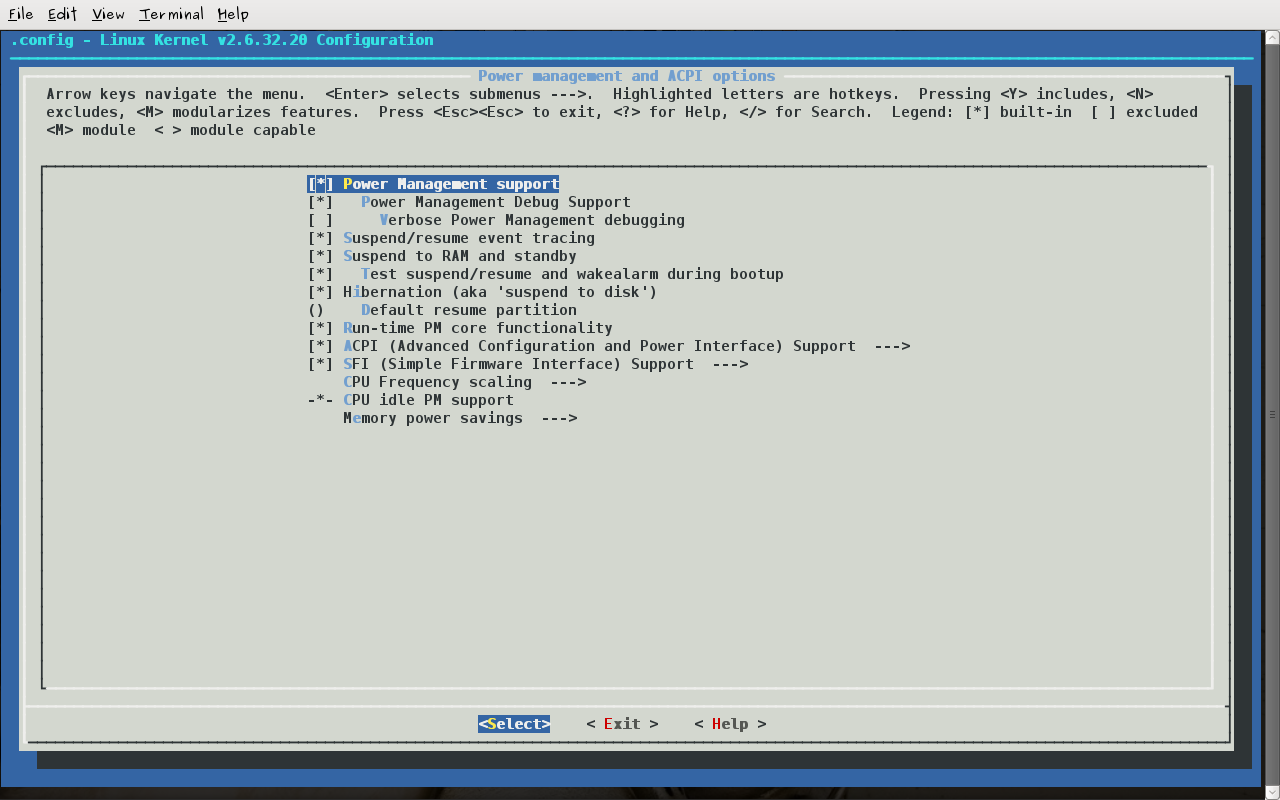 File Edit View Terminal Help
.config - Linux Kernel v2.6.32.20 Configuration
Power management and ACPI options
Arrow keys navigate the menu.  <Enter> selects submenus --->.  Highlighted letters are hotkeys.  Pressing <Y> includes, <N>
excludes, <M> modularizes features.  Press <Esc><Esc> to exit, <?> for Help, </> for Search.  Legend: [*] built-in  [ ] excluded
<M> module  < > module capable
[*] Power Management support
[*]   Power Management Debug Support
[ ]     Verbose Power Management debugging
[*] Suspend/resume event tracing
[*] Suspend to RAM and standby
[*]   Test suspend/resume and wakealarm during bootup
[*] Hibernation (aka 'suspend to disk')
()    Default resume partition
[*] Run-time PM core functionality
[*] ACPI (Advanced Configuration and Power Interface) Support  --->
[*] SFI (Simple Firmware Interface) Support  --->
    CPU Frequency scaling  --->
-*- CPU idle PM support
    Memory power savings  --->
<Select>    < Exit >    < Help >